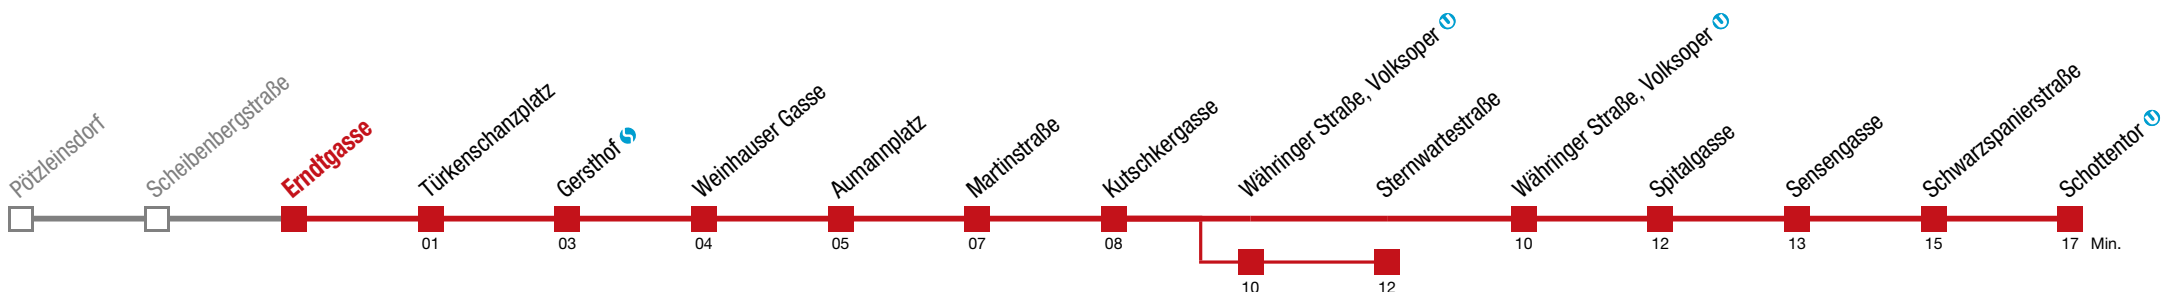 Pötzleinsdorf
Scheibenbergstraße
Erndtgasse
Türkenschanzplatz
Gersthof
Weinhauser Gasse
Aumannplatz
Martinstraße
Kutschkergasse
Währinger Straße, Volksoper
Sternwartestraße
Währinger Straße, Volksoper
Spitalgasse
Sensengasse
Schwarzspanierstraße
Schottentor
01 03 04 05 07 08 10 12 13 15 17 Min.
10 12